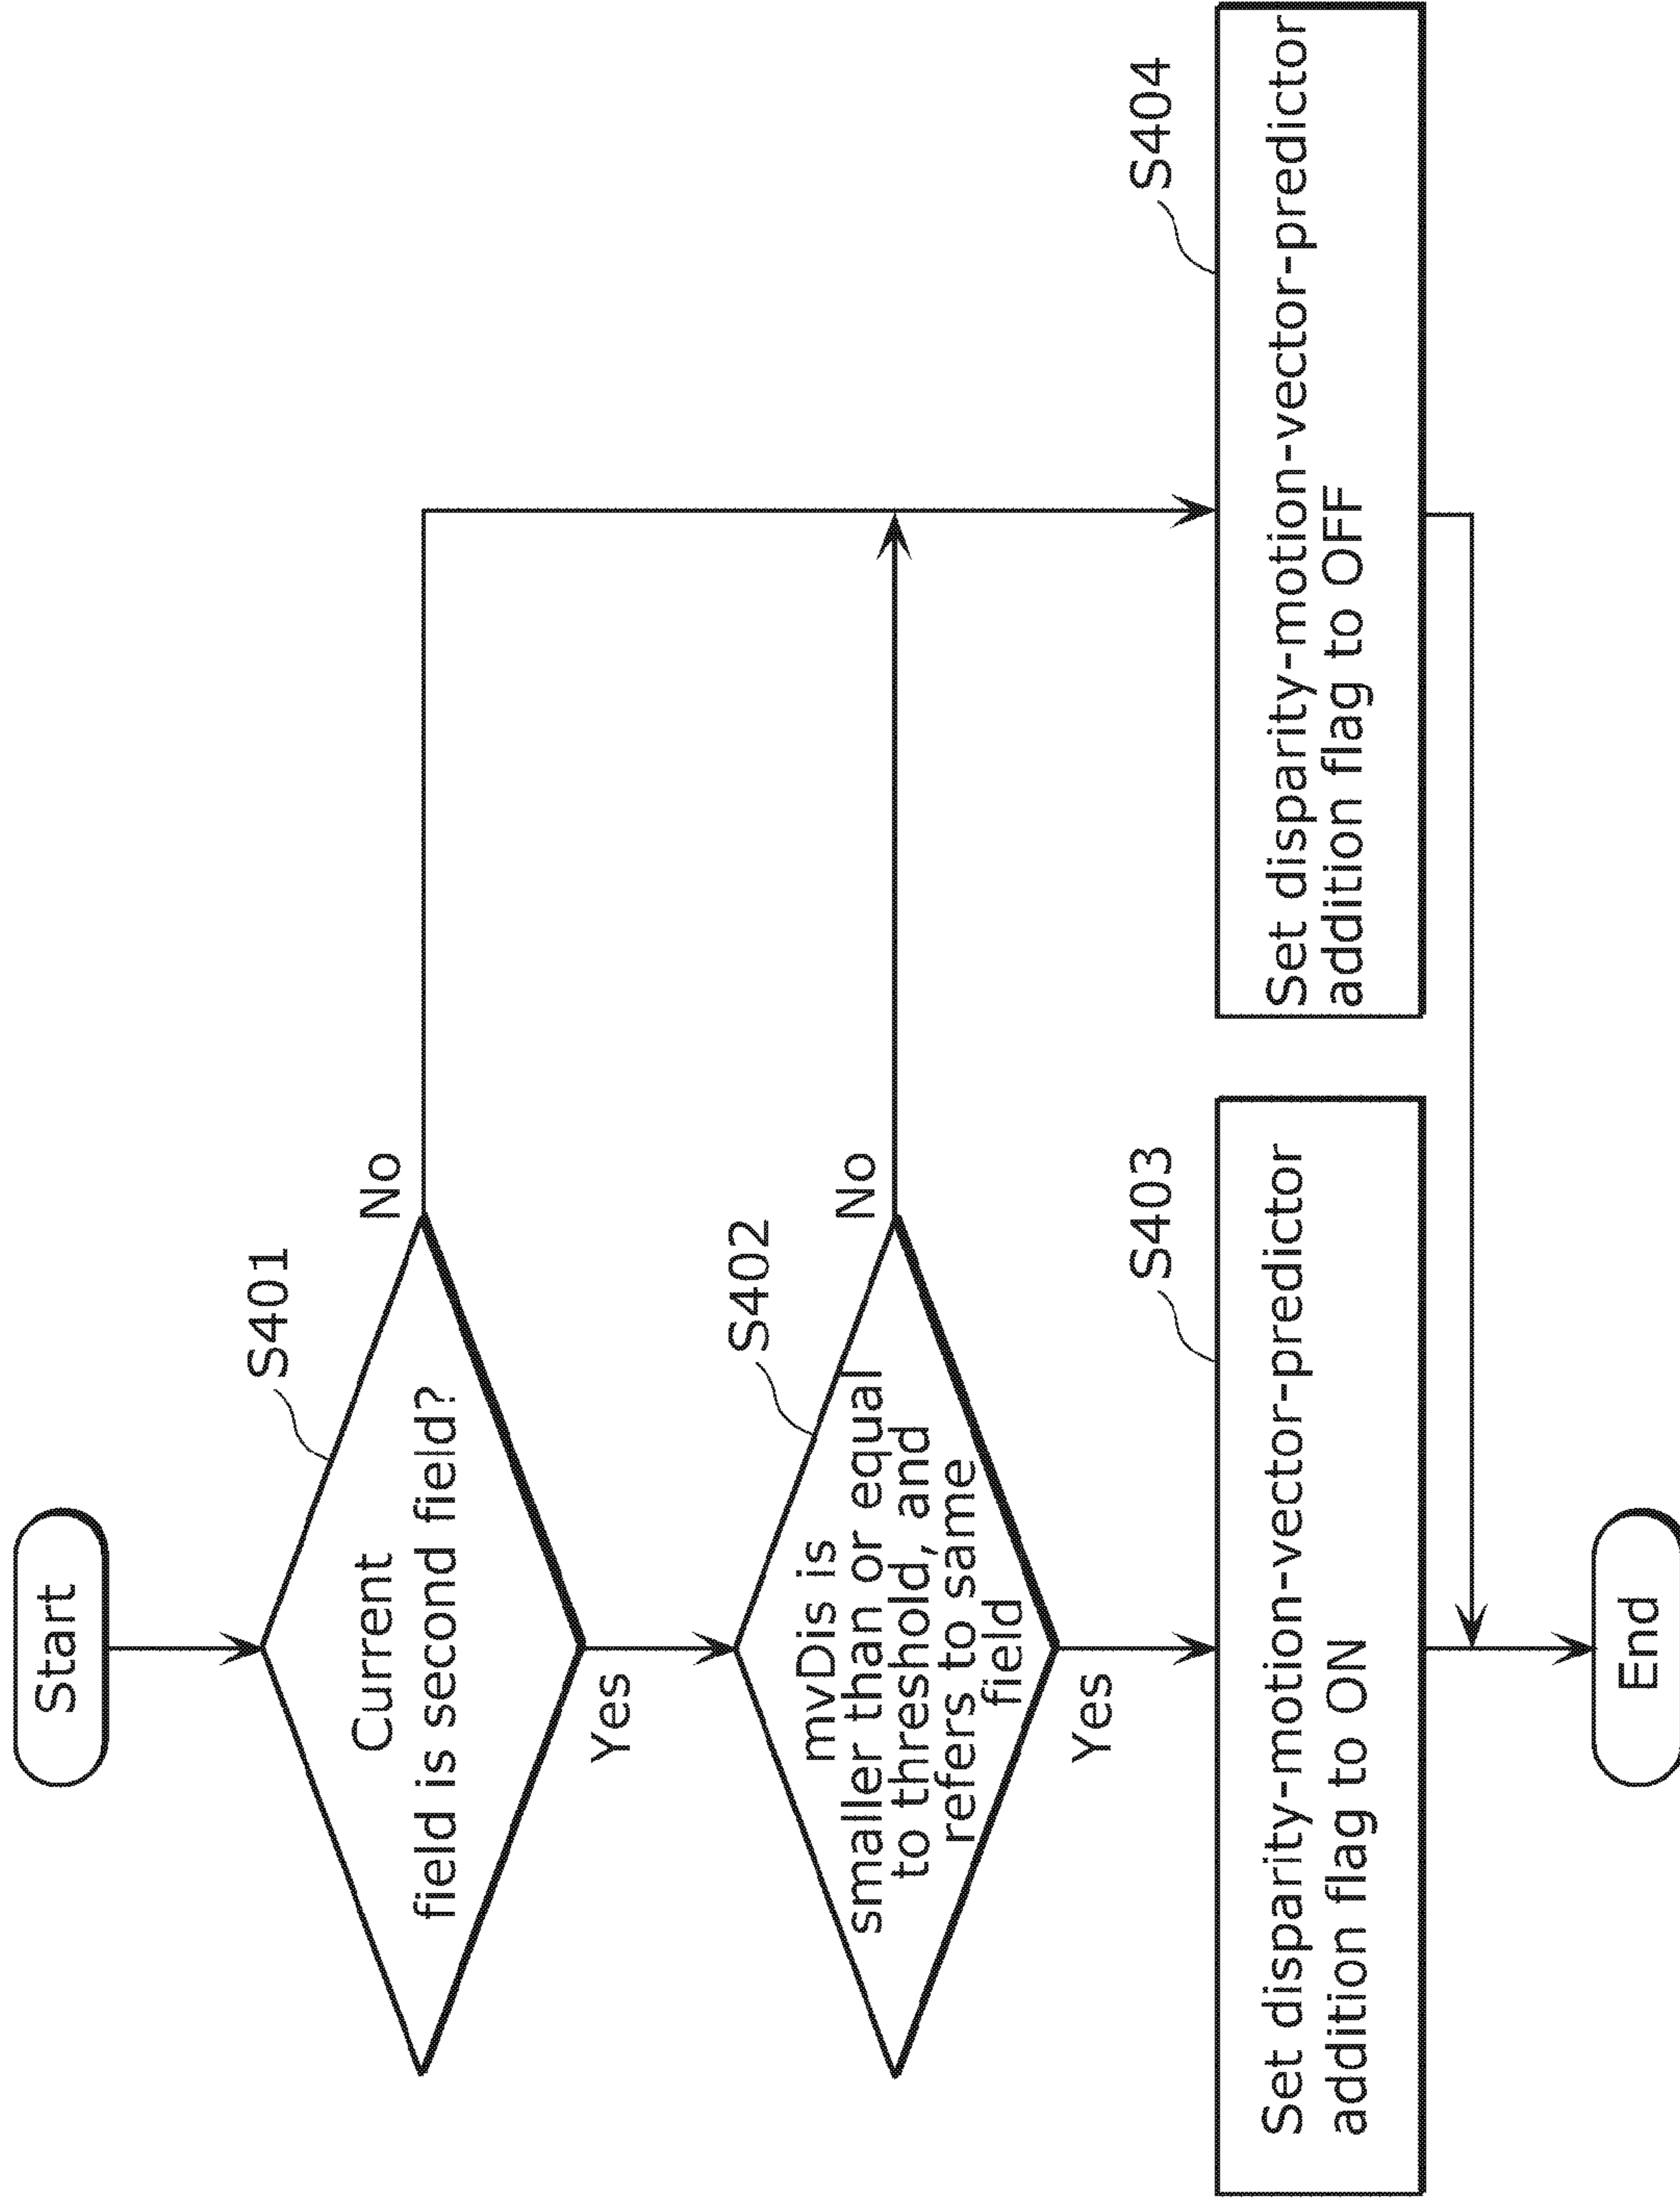 Start
S401
Current
field is second field?
No
Yes
S402
mvDis is
smaller than or equal
to threshold, and
refers to same
field
No
Yes
S403
Set disparity-motion-vector-predictor
addition flag to ON
S404
Set disparity-motion-vector-predictor
addition flag to OFF
End